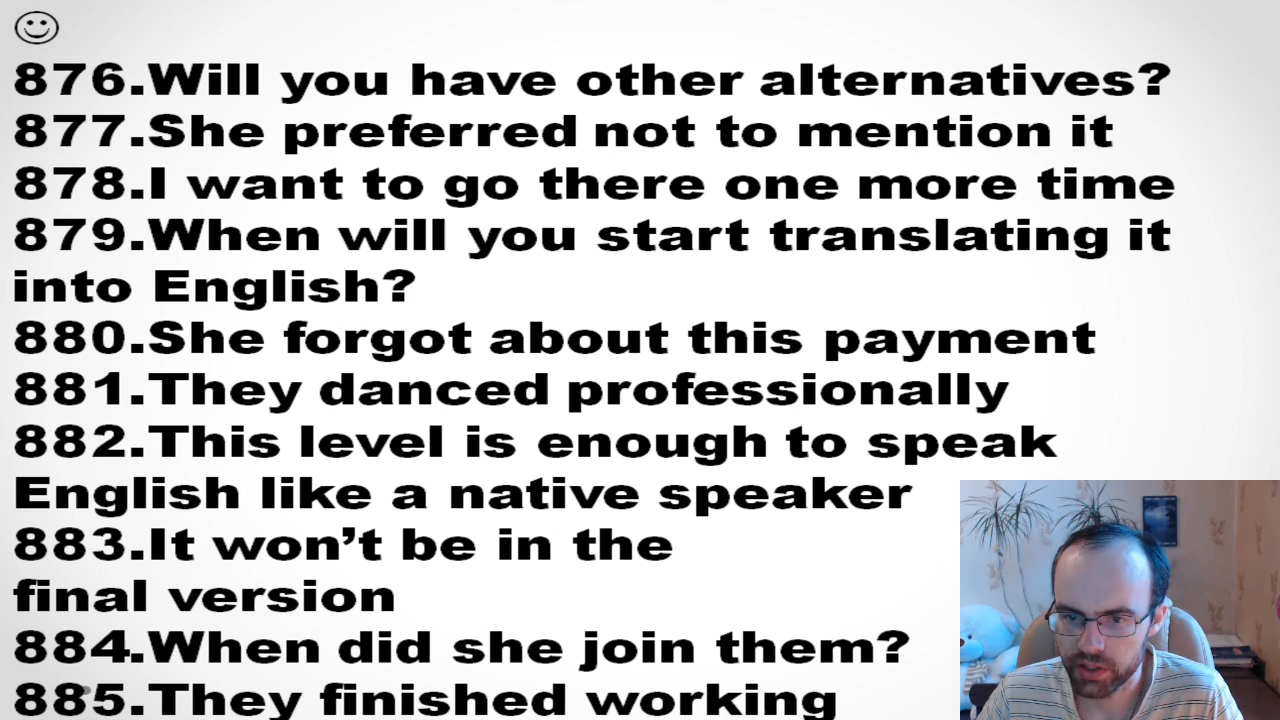 876.Will you have other alternatives?
877.She preferred not to mention it
878.I want to go there one more time
879.When will you start translating it
into English?
880.She forgot about this payment
881.They danced professionally
882.This level is enough to speak
English like a native speaker
883.It won’t be in the
final version
884.When did she join them?
885.They finished working